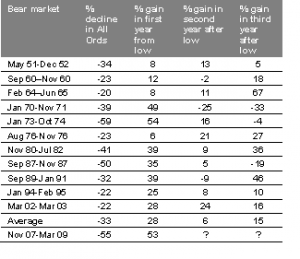 Bear market % decline in All Ords % gain in first year from low % gain in second year after low % gain in third year after low
May 51-Dec 52 -34 8 13 5
Sep 60–Nov 60 -23 12 -2 18
Feb 64–Jun 65 -20 8 11 67
Jan 70-Nov 71 -39 49 -25 -33
Jan 73-Oct 74 -59 54 16 -4
Aug 76-Nov 76 -23 6 21 27
Nov 80-Jul 82 -41 39 9 36
Sep 87-Nov 87 -50 35 5 -19
Sep 89-Jan 91 -32 39 -9 46
Jan 94-Feb 95 -22 25 8 10
Mar 02-Mar 03 -22 28 24 16
Average -33 28 6 15
Nov 07-Mar 09 -55 53 ? ?